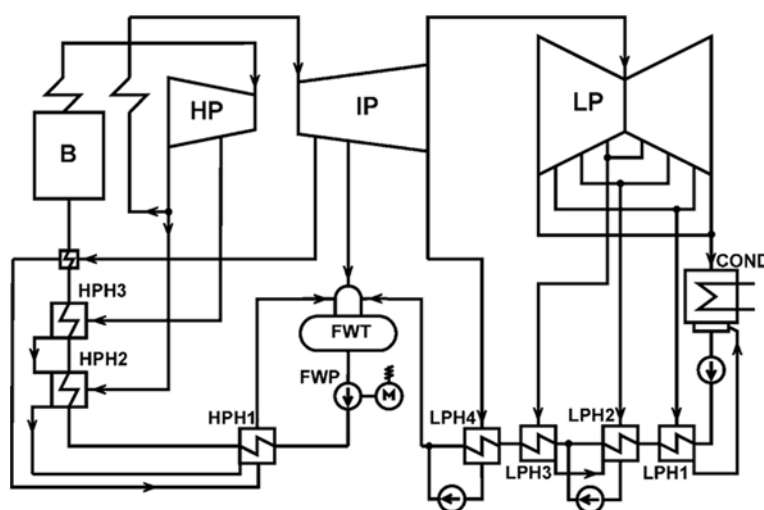 HP
IP
LP
B
COND
HPH3
FWT
HPH2
FWP
M
HPH1
LPH4
LPH2
LPH3
LPH1